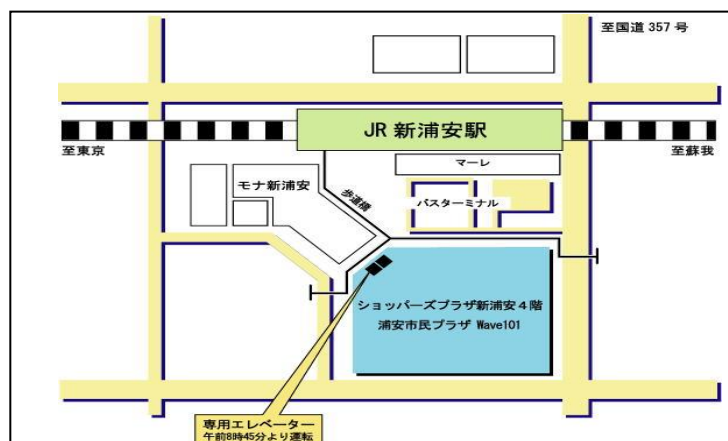 至国道 357 号
JR 新浦安駅
至東京
至蘇我
マーレ
モナ新浦安
歩道橋
バスターミナル
ショッパーズプラザ新浦安４階
浦安市民プラザ Wave101
専用エレベーター
午前8時45分より運転